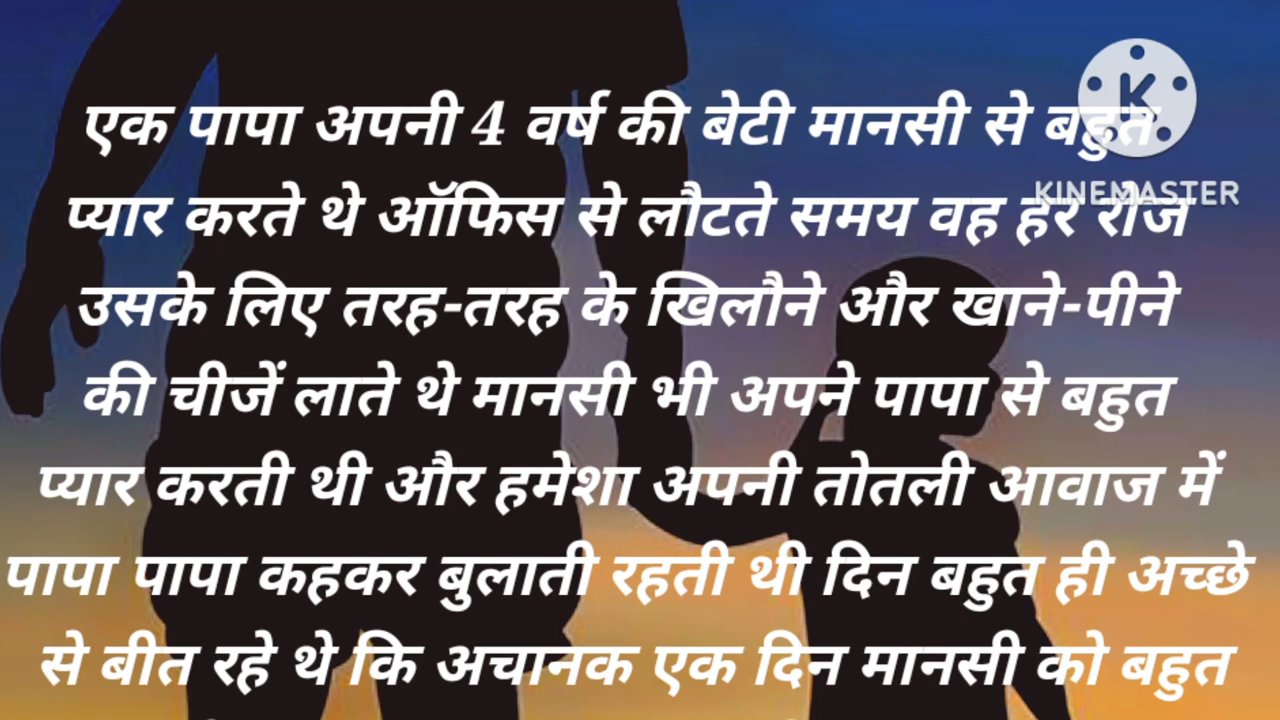 एक पापा अपनी 4 वर्ष की बेटी मानसी से बहुत
K
KINEMASTER
प्यार करते थे ऑफिस से लौटते समय वह हर रोज
उसके लिए तरह-तरह के खिलौने और खाने-पीने
की चीजें लाते थे मानसी भी अपने पापा से बहुत
प्यार करती थी और हमेशा अपनी तोतली आवाज में
पापा पापा कहकर बुलाती रहती थी दिन बहुत ही अच्छे
से बीत रहे थे कि अचानक एक दिन मानसी को बहुत